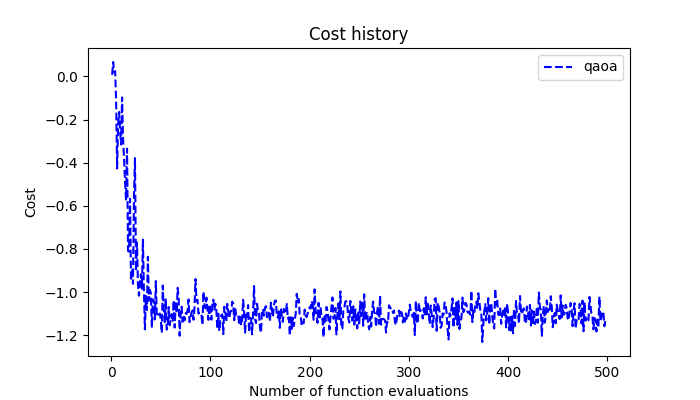 Cost history
qaoa
0.0
−0.2
−0.4
−0.6
−0.8
−1.0
−1.2
Cost
0 100 200 300 400 500
Number of function evaluations